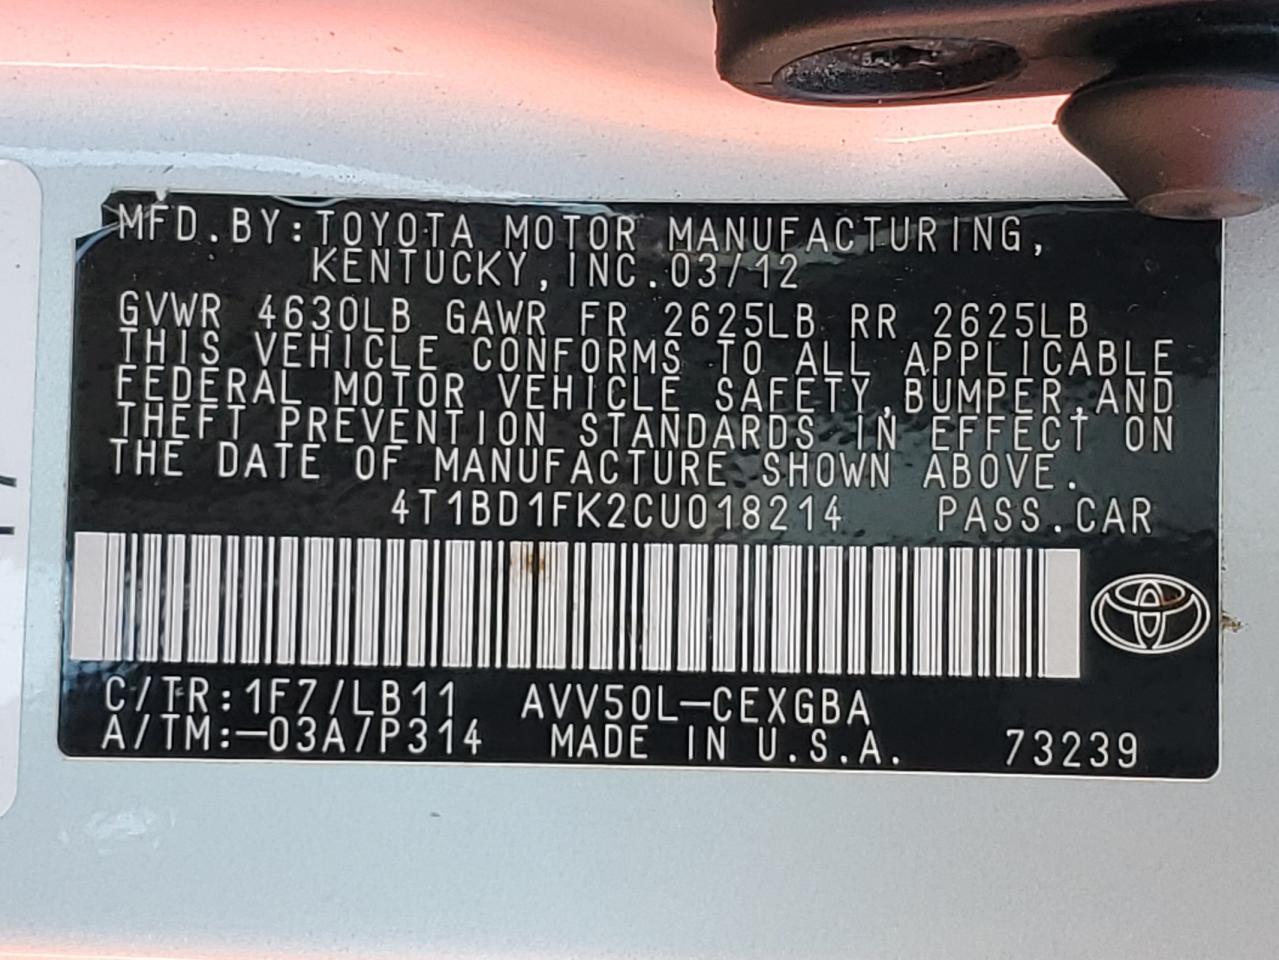 MFD.BY:TOYOTA MOTOR MANUFACTURING,
KENTUCKY,INC.03/12
GVWR 4630LB GAWR FR 2625LB RR 2625LB
THIS VEHICLE CONFORMS TO ALL APPLICABLE
FEDERAL MOTOR VEHICLE SAFETY,BUMPER,AND
THEFT PREVENTION STANDARDS IN EFFECT ON
THE DATE OF MANUFACTURE SHOWN ABOVE.
4T1BD1FK2CU018214 PASS.CAR
C/TR:1F7/LB11 AVV50L-CEXGBA
A/TM:-03A/P314 MADE IN U.S.A. 73239